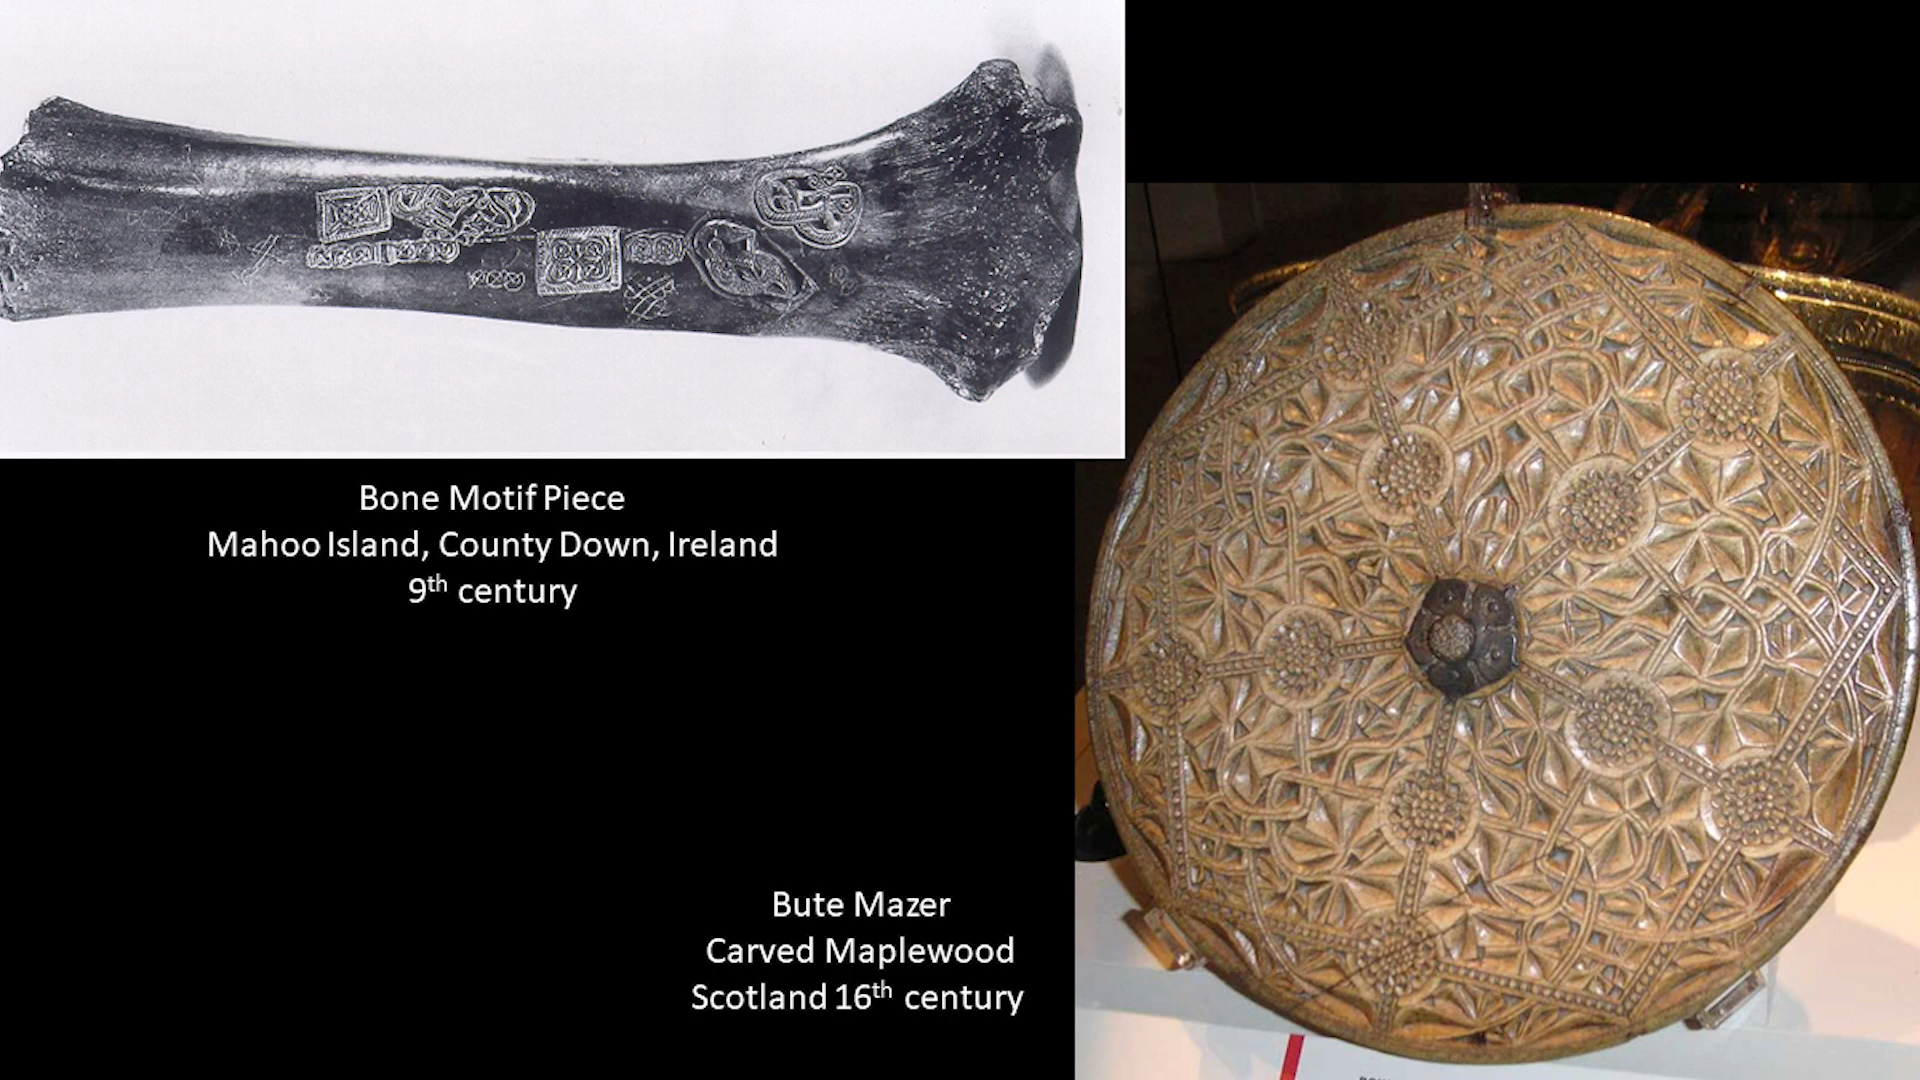 Bone Motif Piece
Mahoo Island, County Down, Ireland
9th century
Bute Mazer
Carved Maplewood
Scotland 16th century